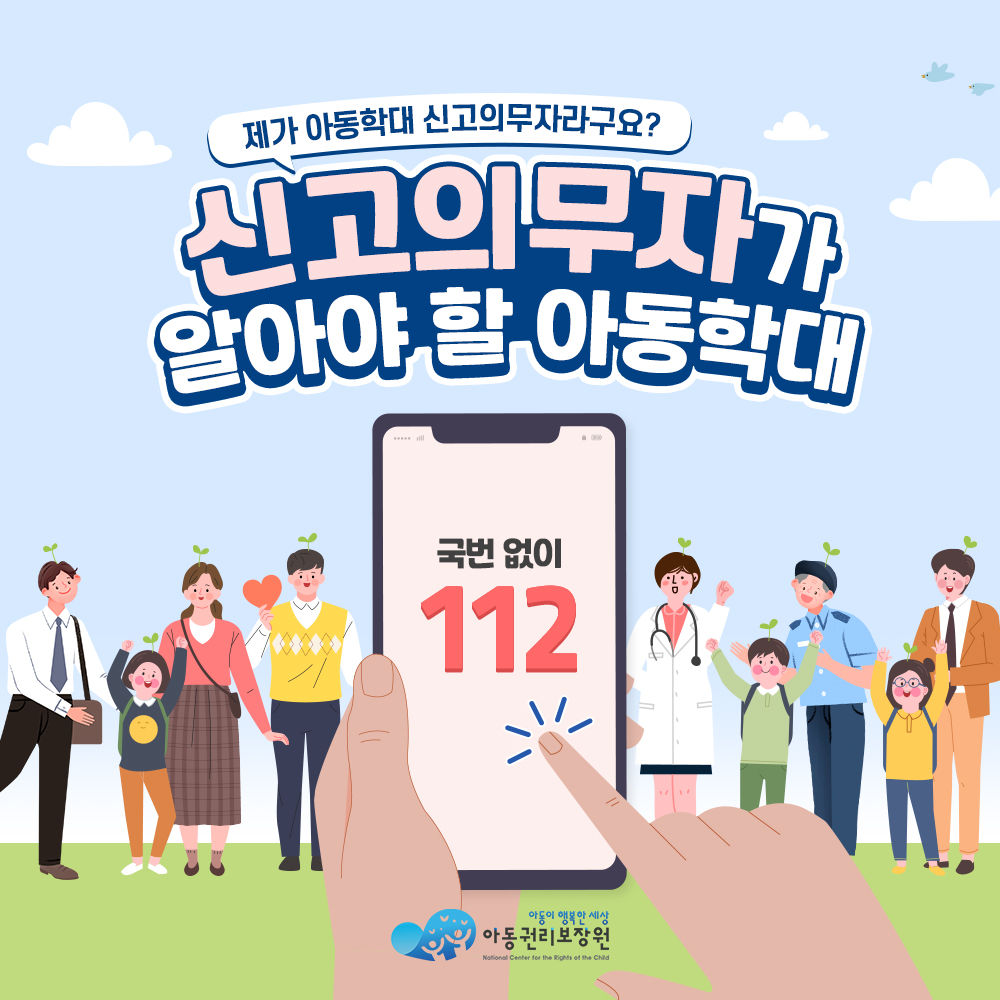 제가 아동학대 신고의무자라구요?
신고의무자가
알아야 할 아동학대
국번 없이
112
아동이 행복한 세상
아동권리보장원
National Center for the Rights of the Child